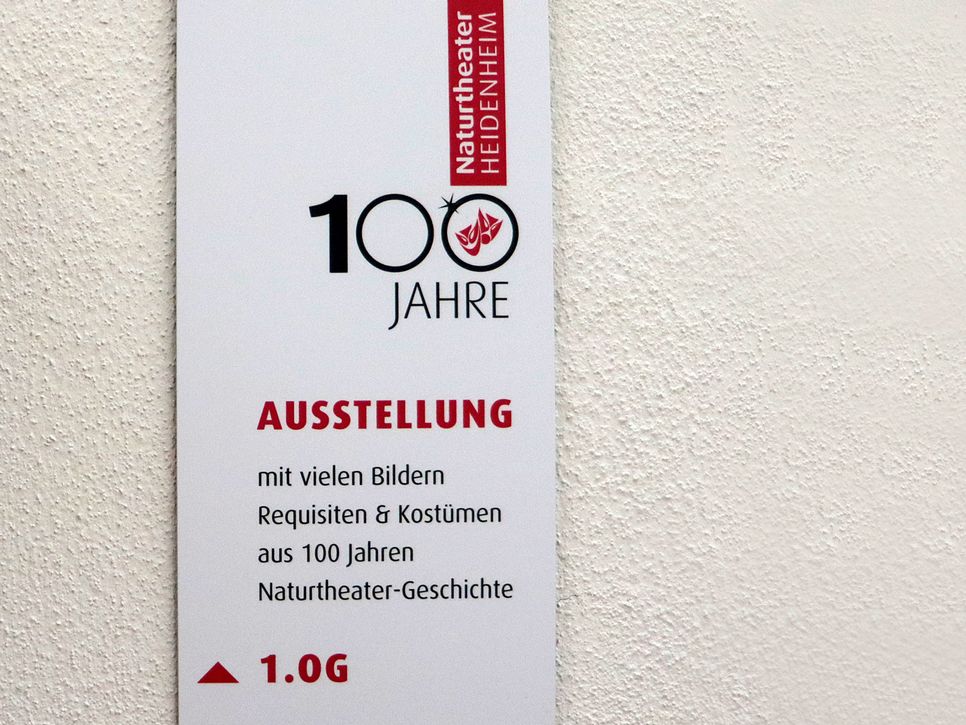 Naturtheater
HEIDENHEIM
100
JAHRE
AUSSTELLUNG
mit vielen Bildern
Requisiten & Kostümen
aus 100 Jahren
Naturtheater-Geschichte
1.OG